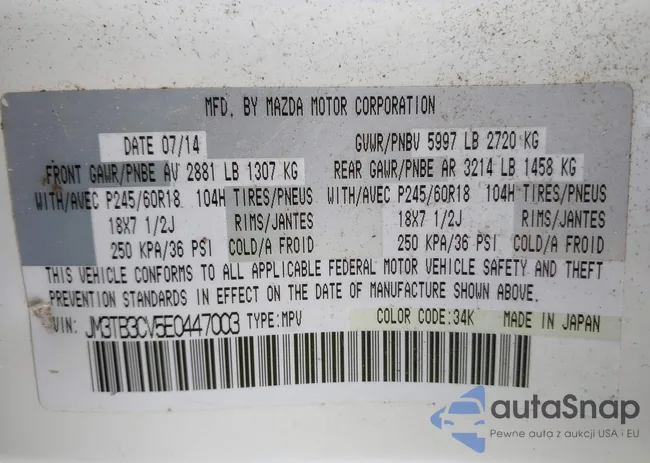 MFD. BY MAZDA MOTOR CORPORATION
DATE 07/14 GVWR/PNBV 5997 LB 2720 KG
FRONT GAWR/PNBE AV 2881 LB 1307 KG REAR GAWR/PNBE AR 3214 LB 1458 KG
WITH/AVEC P245/60R18 104H TIRES/PNEUS WITH/AVEC P245/60R18 104H TIRES/PNEUS
18X7 1/2J RIMS/JANTES 18X7 1/2J RIMS/JANTES
250 KPA/36 PSI COLD/A FROID 250 KPA/36 PSI COLD/A FROID
THIS VEHICLE CONFORMS TO ALL APPLICABLE FEDERAL MOTOR VEHICLE SAFETY AND THEFT
PREVENTION STANDARDS IN EFFECT ON THE DATE OF MANUFACTURE SHOWN ABOVE.
VIN: JM3TB3CV5E0447003 TYPE:MPV COLOR CODE:34K MADE IN JAPAN
autaSnap
Pewne auta z aukcji USA i EU